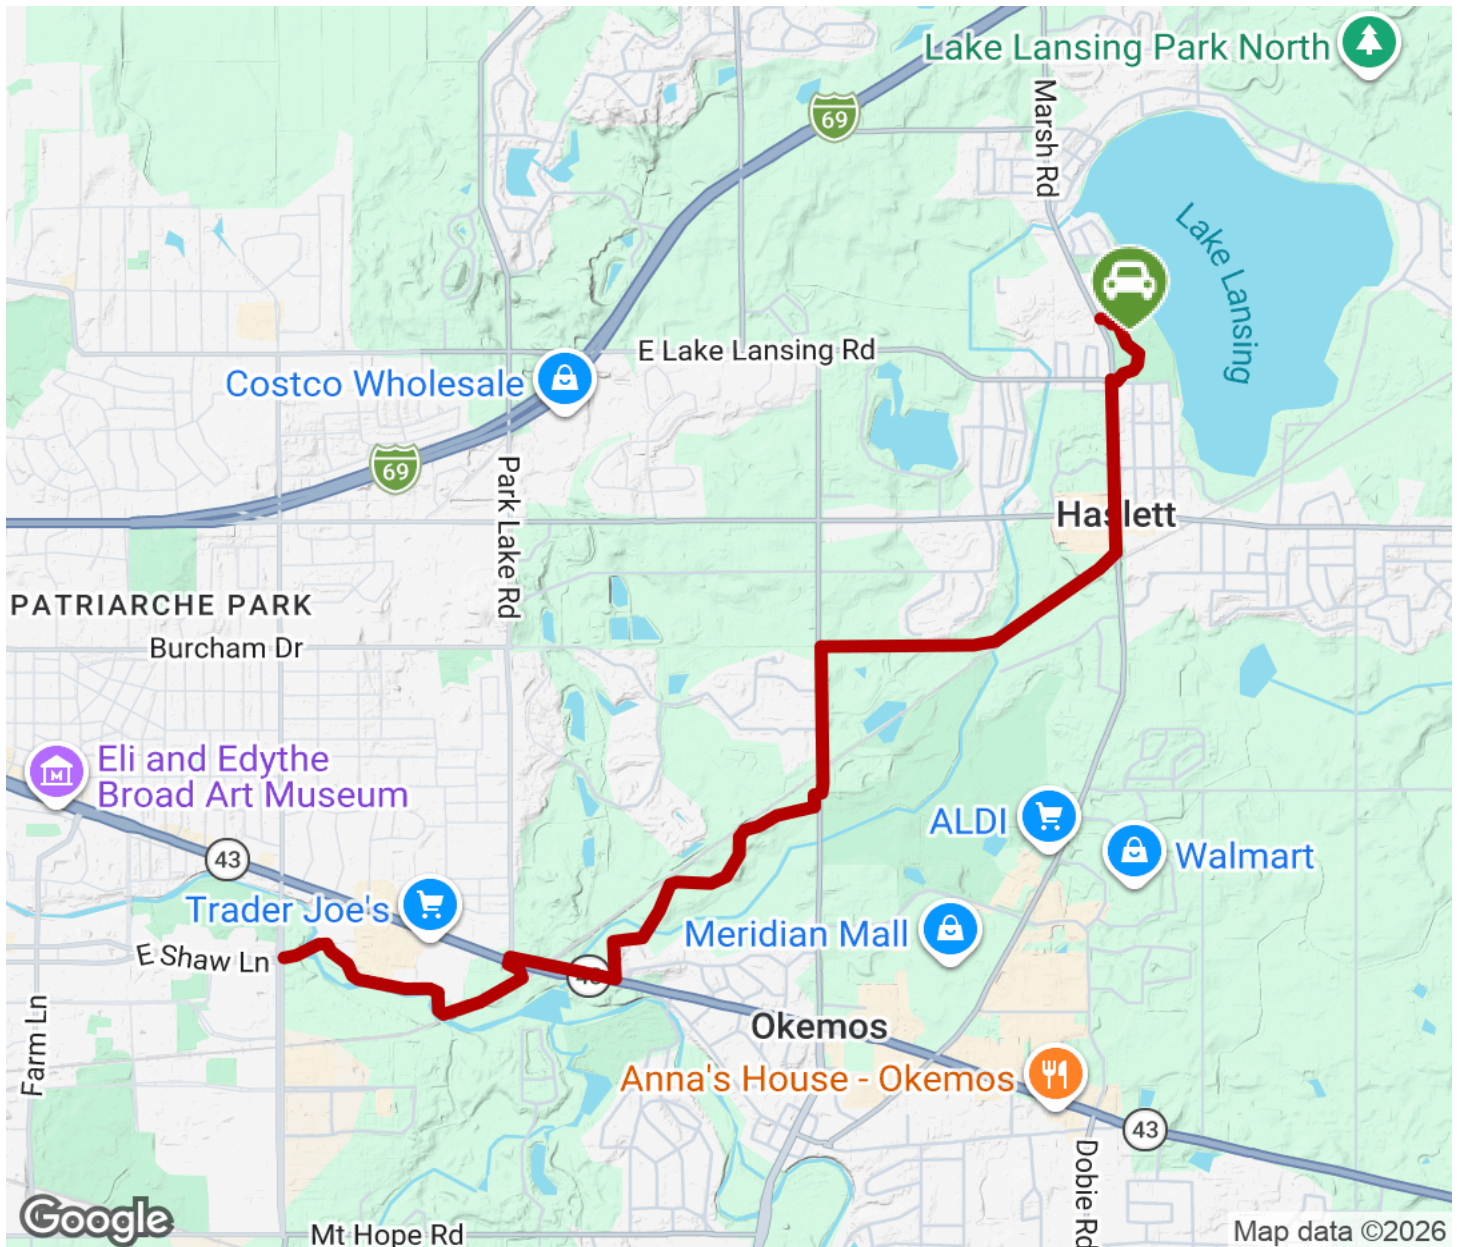 Lake Lansing Park North
69
Marsh Rd
Lake Lansing
E Lake Lansing Rd
Costco Wholesale
69
Park Lake Rd
Haslett
PATRIARCHE PARK
Burcham Dr
Eli and Edythe
Broad Art Museum
M
43
ALDI
Walmart
Trader Joe's
Meridian Mall
E Shaw Ln
43
Okemos
Farm Ln
Anna's House - Okemos
43
Dobie Rd
Google
Mt Hope Rd
Map data ©2026